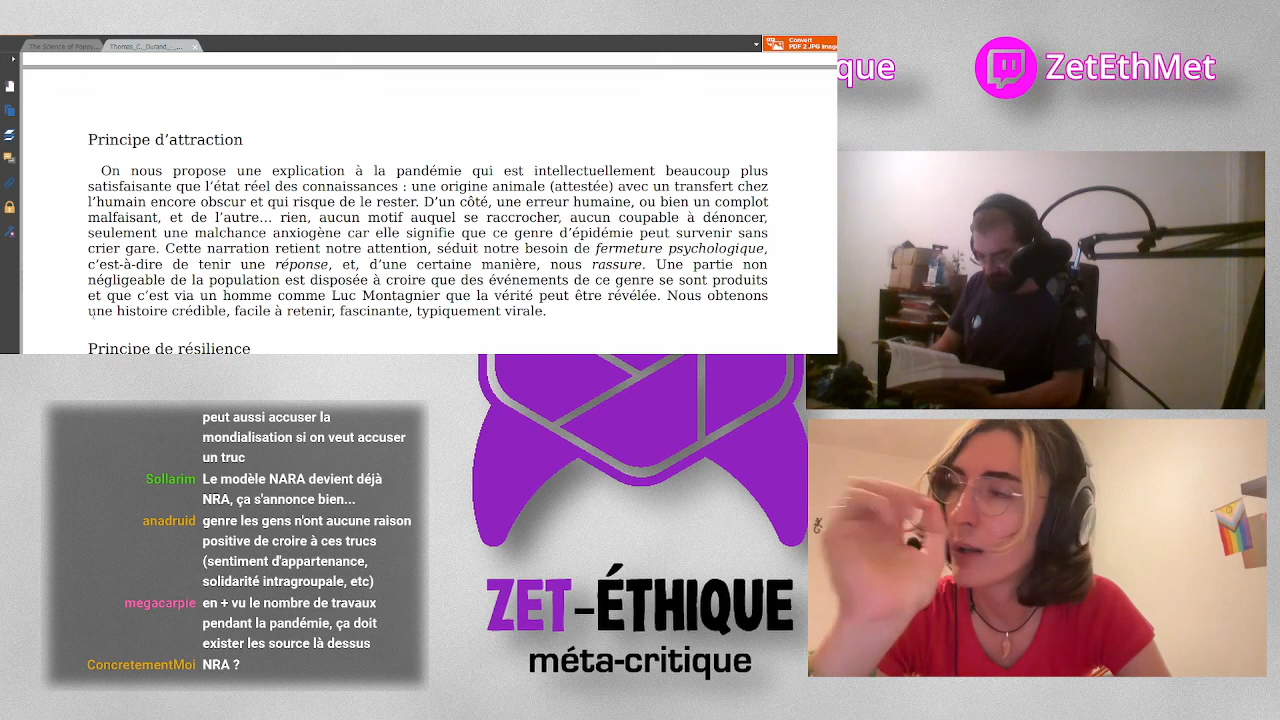 The Science of Popsy...
Thomas_C._Durand_-_...
Convert
PDF 2 JPG
que
ZetEthMet
Principe d’attraction
On nous propose une explication à la pandémie qui est intellectuellement beaucoup plus
satisfaisante que l’état réel des connaissances : une origine animale (attestée) avec un transfert chez
l’humain encore obscur et qui risque de le rester. D’un côté, une erreur humaine, ou bien un complot
malfaisant, et de l’autre... rien, aucun motif auquel se raccrocher, aucun coupable à dénoncer,
seulement une malchance anxiogène car elle signifie que ce genre d’épidémie peut survenir sans
crier gare. Cette narration retient notre attention, séduit notre besoin de fermeture psychologique,
c’est-à-dire de tenir une réponse, et, d’une certaine manière, nous rassure. Une partie non
négligeable de la population est disposée à croire que des événements de ce genre se sont produits
et que c’est via un homme comme Luc Montagnier que la vérité peut être révélée. Nous obtenons
une histoire crédible, facile à retenir, fascinante, typiquement virale.
Principe de résilience
peut aussi accuser la
mondialisation si on veut accuser
un truc
Sollarim Le modèle NARA devient déjà
NRA, ça s'annonce bien...
anadruid genre les gens n'ont aucune raison
positive de croire à ces trucs
(sentiment d'appartenance,
solidarité intragroupale, etc)
megacarpie en + vu le nombre de travaux
pendant la pandémie, ça doit
exister les source là dessus
ConcretementMoi NRA ?
ZET-ÉTHIQUE
méta-critique